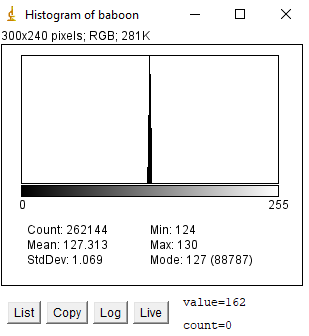 Histogram of baboon
300x240 pixels; RGB; 281K
0 255
Count: 262144 Min: 124
Mean: 127.313 Max: 130
StdDev: 1.069 Mode: 127 (88787)
List Copy Log Live value=162
count=0